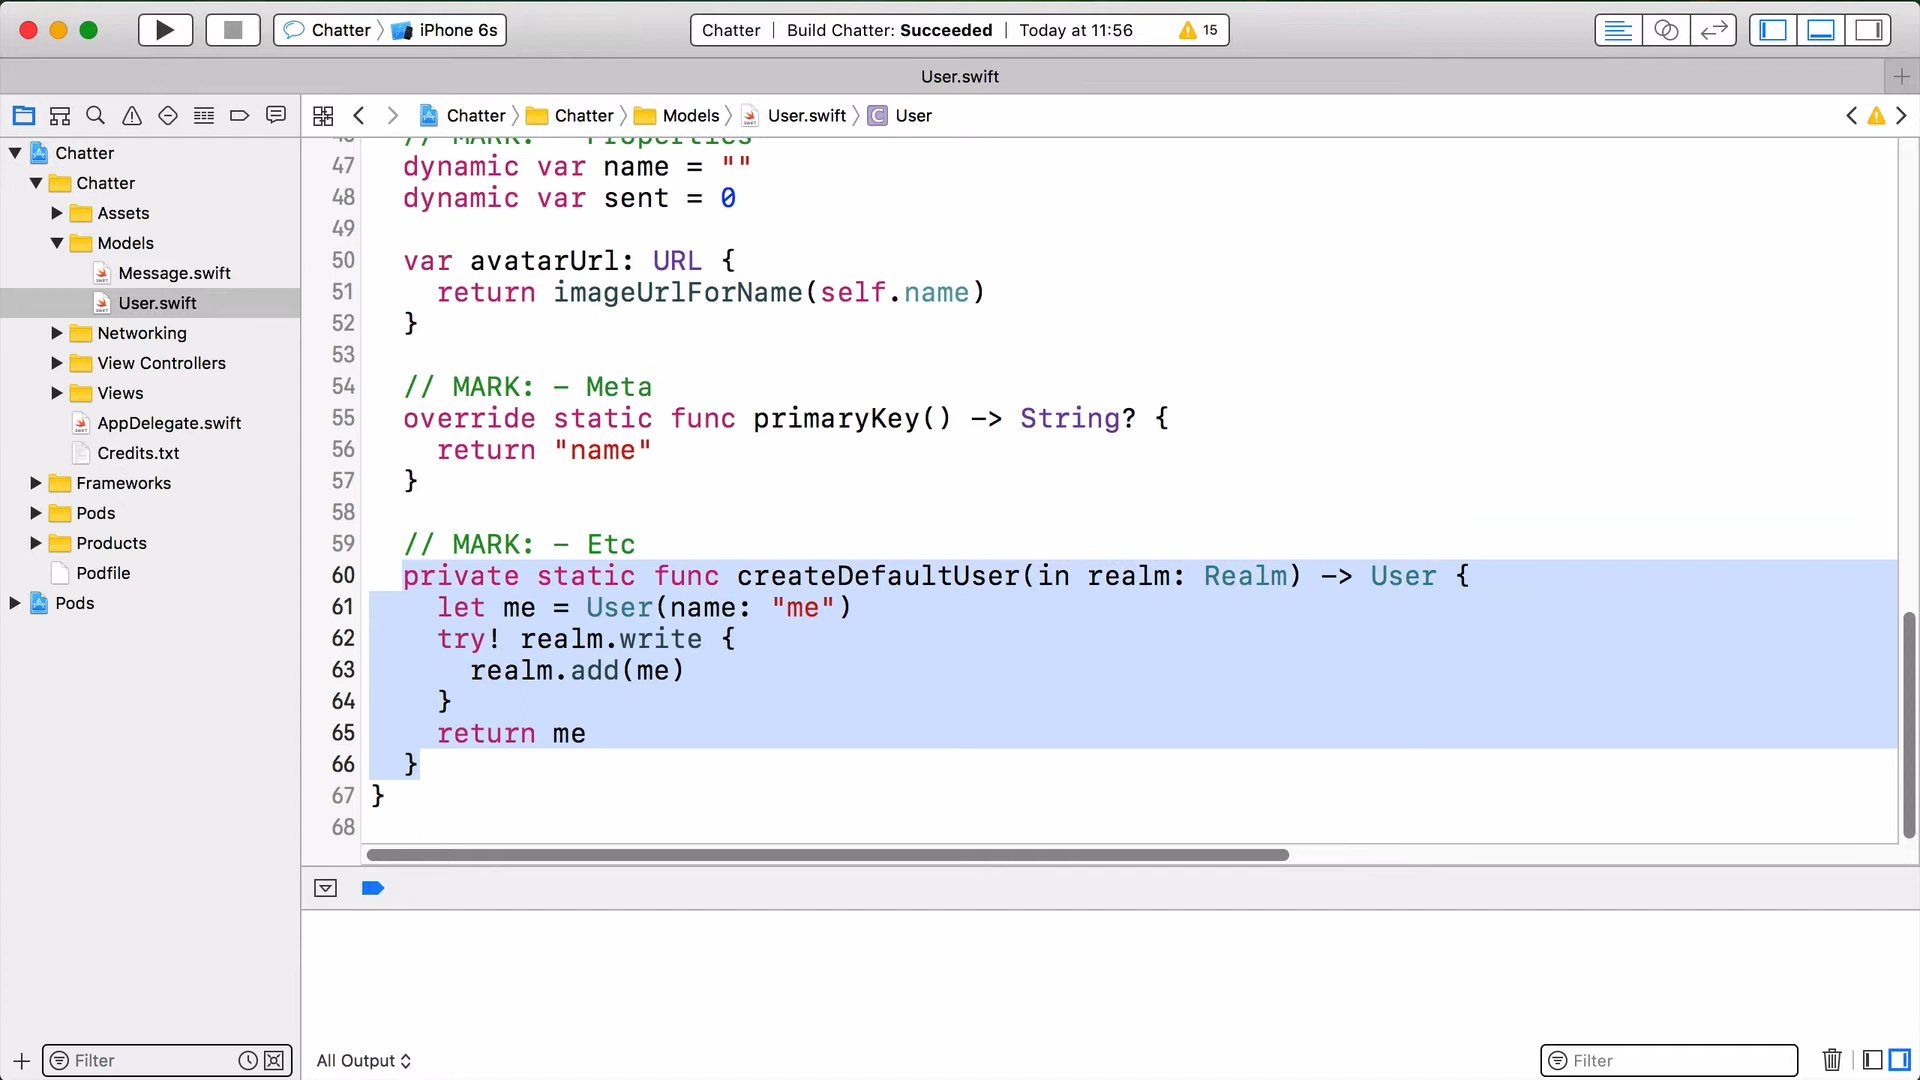 Chatter
iPhone 6s
Chatter | Build Chatter: Succeeded | Today at 11:56
15
User.swift
Chatter
Chatter
Models
User.swift
C
User
Chatter
Chatter
Assets
Models
Message.swift
User.swift
Networking
View Controllers
Views
AppDelegate.swift
Credits.txt
Frameworks
Pods
Products
Podfile
Pods
46 // MARK: - Properties
47 dynamic var name = ""
48 dynamic var sent = 0
49
50 var avatarUrl: URL {
51 return imageUrlForName(self.name)
52 }
53
54 // MARK: - Meta
55 override static func primaryKey() -> String? {
56 return "name"
57 }
58
59 // MARK: - Etc
60 private static func createDefaultUser(in realm: Realm) -> User {
61 let me = User(name: "me")
62 try! realm.write {
63 realm.add(me)
64 }
65 return me
66 }
67 }
68
Filter
All Output
Filter